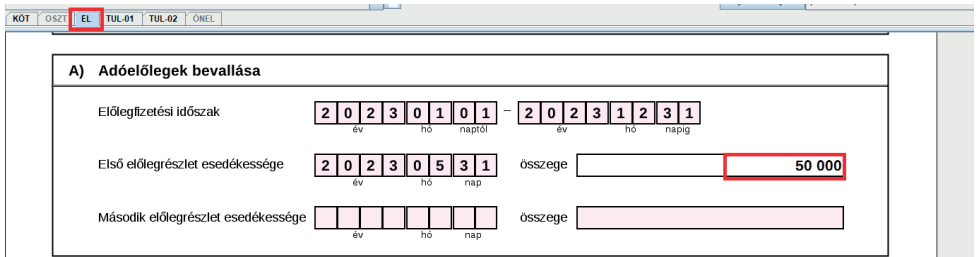 KÖT OSZT EL TUL-01 TUL-02 ÖNEL
A) Adóelőlegek bevallása
Előlegfizetési időszak 2 0 2 3 0 1 0 1 – 2 0 2 3 1 2 3 1
év hó naptól év hó napig
Első előlegrészlet esedékessége 2 0 2 3 0 5 3 1 összege 50 000
év hó nap
Második előlegrészlet esedékessége összege
év hó nap